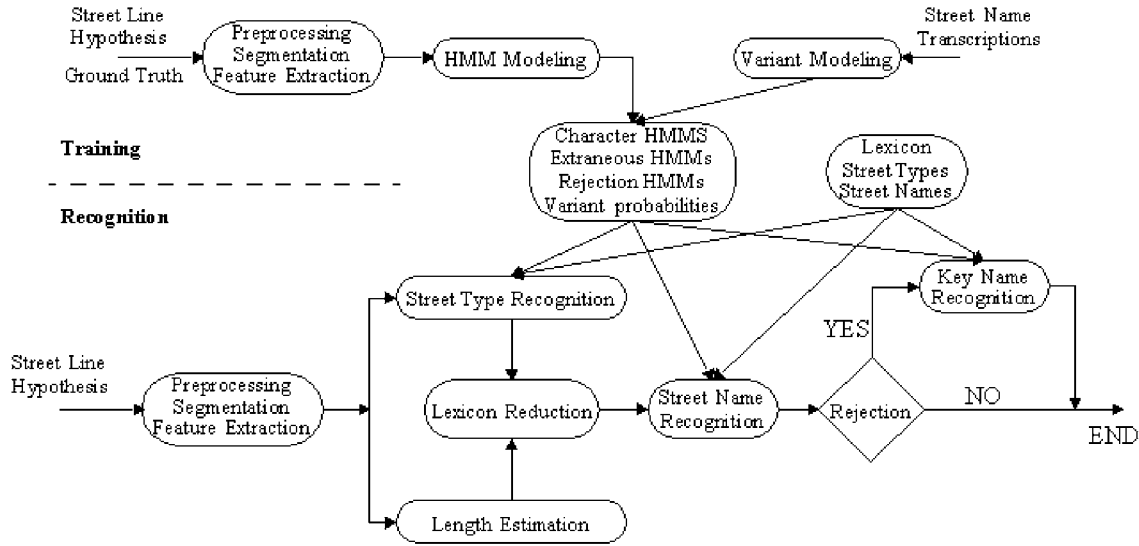 Street Line
Hypothesis
Ground Truth
Preprocessing
Segmentation
Feature Extraction
HMM Modeling
Variant Modeling
Street Name
Transcriptions
Training
Character HMMS
Extraneous HMMs
Rejection HMMs
Variant probabilities
Lexicon
Street Types
Street Names
Recognition
Street Type Recognition
Key Name
Recognition
YES
Street Line
Hypothesis
Preprocessing
Segmentation
Feature Extraction
Lexicon Reduction
Street Name
Recognition
Rejection
NO
END
Length Estimation